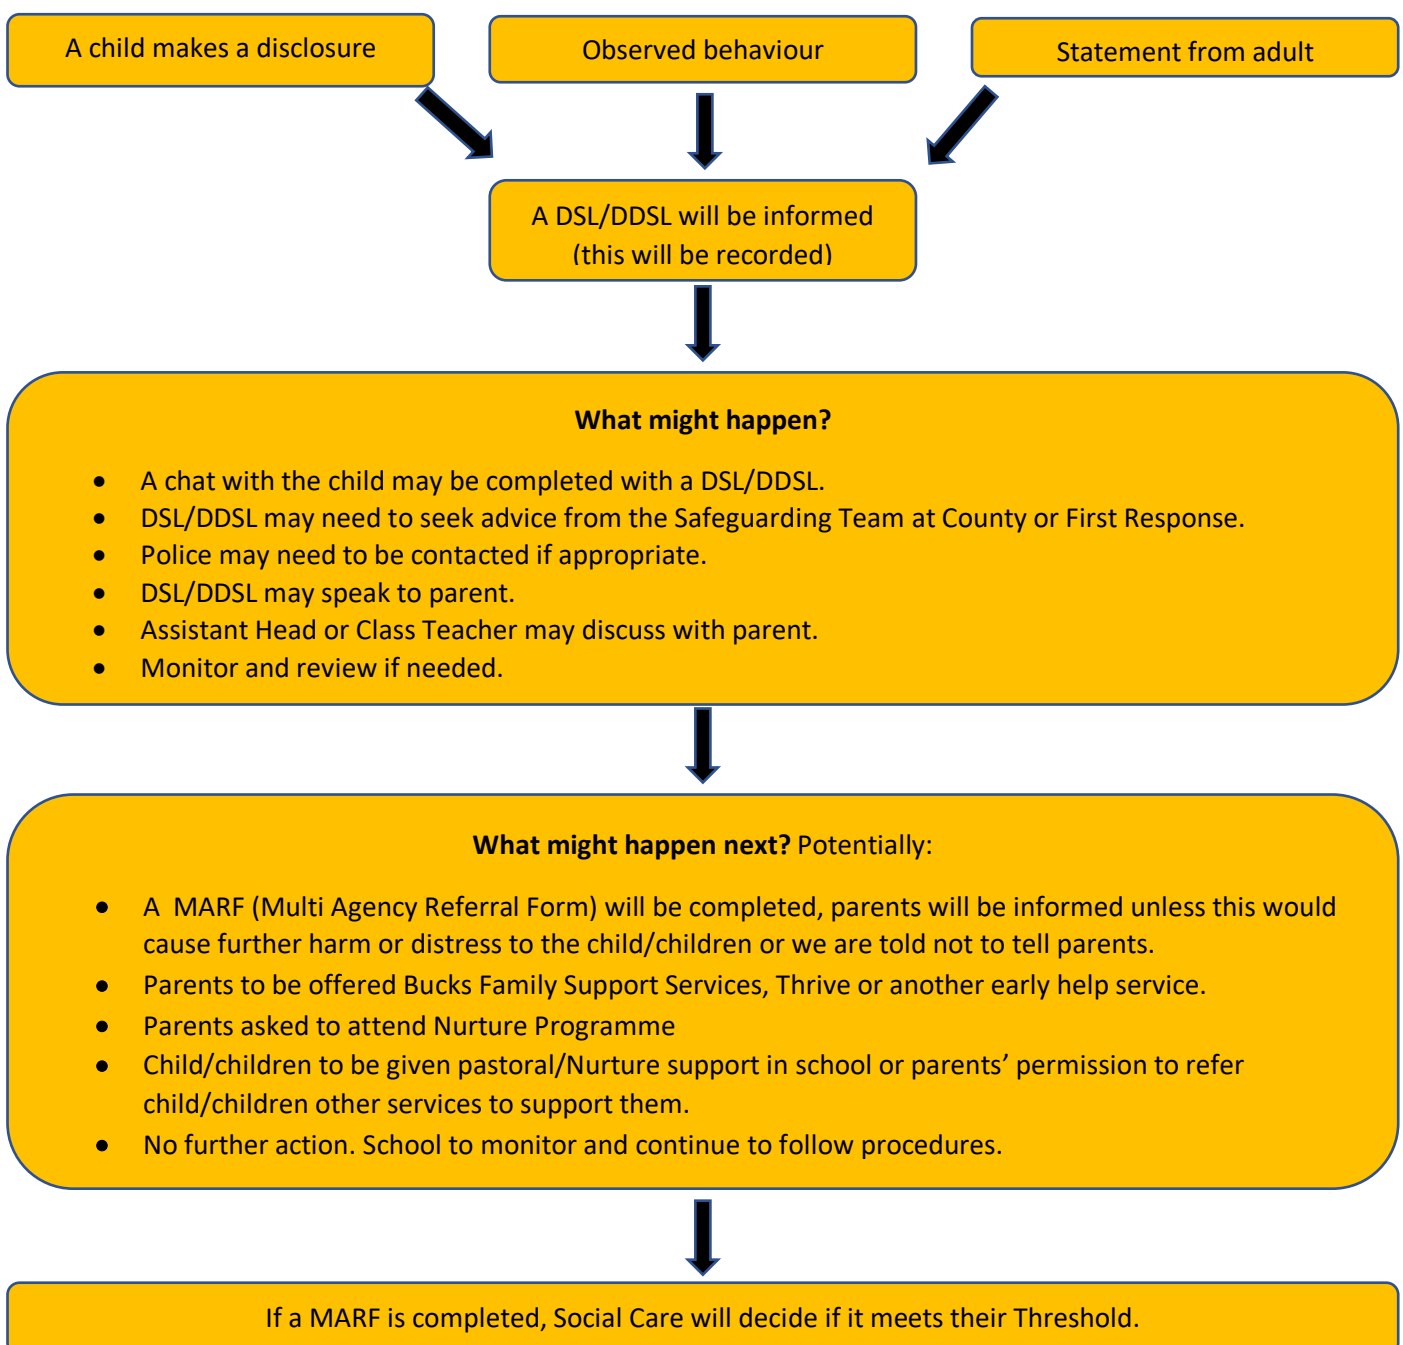 A child makes a disclosure
Observed behaviour
Statement from adult
A DSL/DDSL will be informed
(this will be recorded)
What might happen?
• A chat with the child may be completed with a DSL/DDSL.
• DSL/DDSL may need to seek advice from the Safeguarding Team at County or First Response.
• Police may need to be contacted if appropriate.
• DSL/DDSL may speak to parent.
• Assistant Head or Class Teacher may discuss with parent.
• Monitor and review if needed.
What might happen next? Potentially:
• A MARF (Multi Agency Referral Form) will be completed, parents will be informed unless this would
cause further harm or distress to the child/children or we are told not to tell parents.
• Parents to be offered Bucks Family Support Services, Thrive or another early help service.
• Parents asked to attend Nurture Programme
• Child/children to be given pastoral/Nurture support in school or parents’ permission to refer
child/children other services to support them.
• No further action. School to monitor and continue to follow procedures.
If a MARF is completed, Social Care will decide if it meets their Threshold.